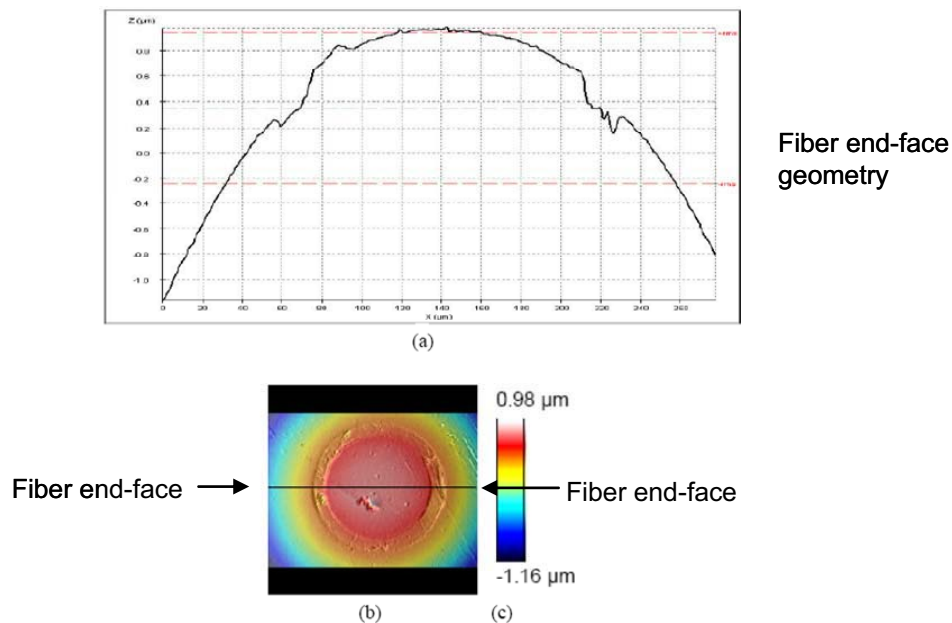 Z (µm)
0.8
0.6
0.4
0.2
0.0
-0.2
-0.4
-0.6
-0.8
-1.0
0 20 40 60 80 100 120 140 160 180 200 220 240 260
X (µm)
Fiber end-face
geometry
(a)
0.98 µm
Fiber end-face
Fiber end-face
-1.16 µm
(b)
(c)